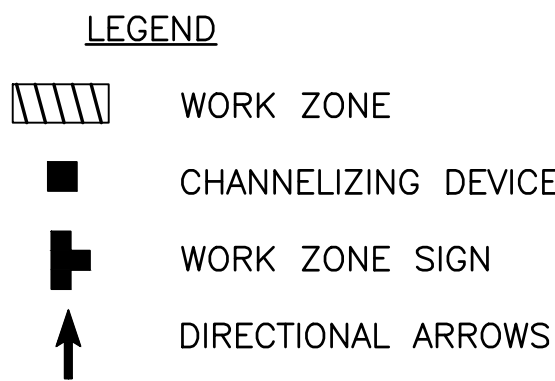 LEGEND
WORK ZONE
CHANNELIZING DEVICE
WORK ZONE SIGN
DIRECTIONAL ARROWS